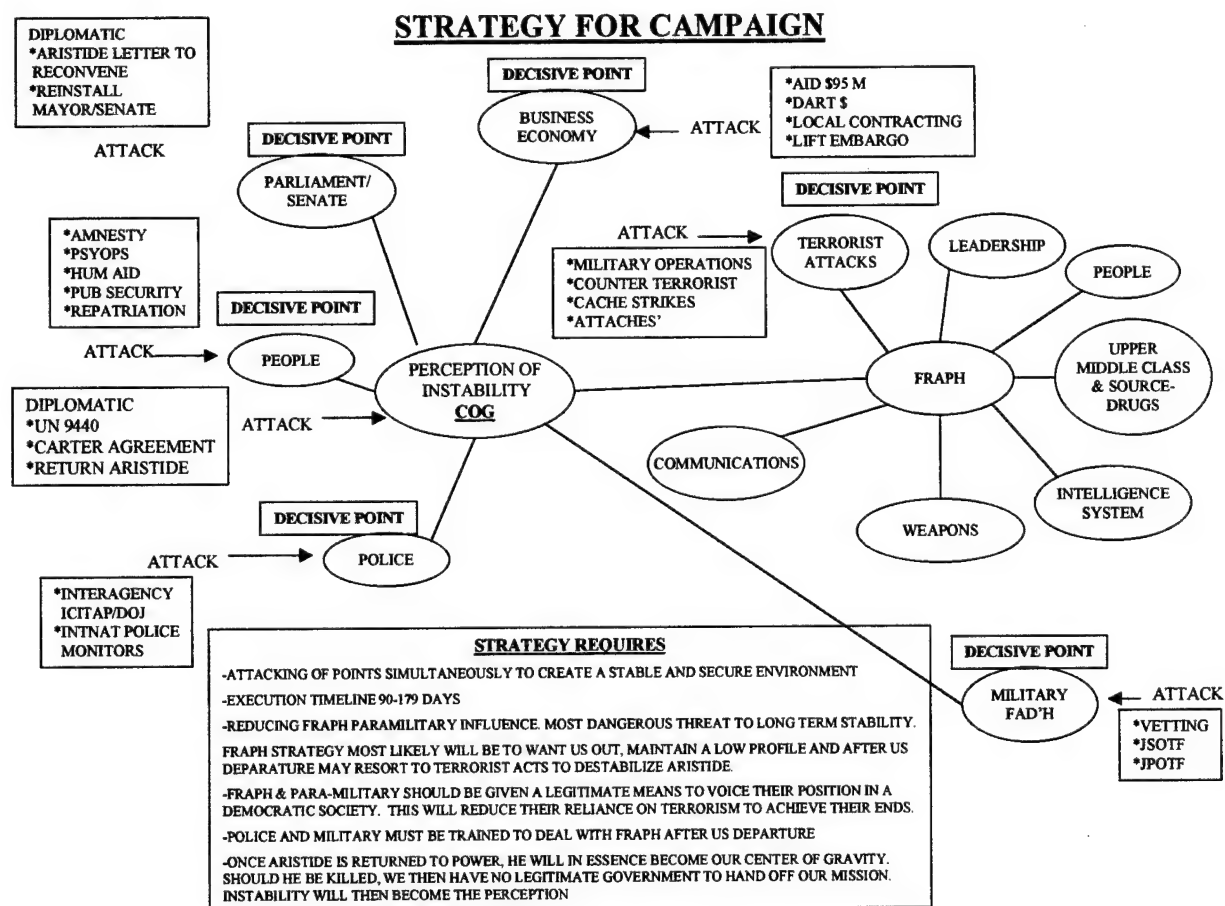 STRATEGY FOR CAMPAIGN
DIPLOMATIC
*ARISTIDE LETTER TO
RECONVENE
*REINSTALL
MAYOR/SENATE
ATTACK
DECISIVE POINT
PARLIAMENT/
SENATE
DECISIVE POINT
BUSINESS
ECONOMY
ATTACK
*AID $95 M
*DART $
*LOCAL CONTRACTING
*LIFT EMBARGO
DECISIVE POINT
ATTACK
TERRORIST
ATTACKS
*MILITARY OPERATIONS
*COUNTER TERRORIST
*CACHE STRIKES
*ATTACHES'
LEADERSHIP
PEOPLE
UPPER
MIDDLE CLASS
& SOURCE-
DRUGS
FRAPH
INTELLIGENCE
SYSTEM
WEAPONS
COMMUNICATIONS
*AMNESTY
*PSYOPS
*HUM AID
*PUB SECURITY
*REPATRIATION
DECISIVE POINT
ATTACK
PEOPLE
PERCEPTION OF
INSTABILITY
COG
DIPLOMATIC
*UN 9440
*CARTER AGREEMENT
*RETURN ARISTIDE
ATTACK
DECISIVE POINT
ATTACK
POLICE
*INTERAGENCY
ICITAP/DOJ
*INTNAT POLICE
MONITORS
DECISIVE POINT
MILITARY
FAD'H
ATTACK
*VETTING
*JSOTF
*JPOTF
STRATEGY REQUIRES
-ATTACKING OF POINTS SIMULTANEOUSLY TO CREATE A STABLE AND SECURE ENVIRONMENT
-EXECUTION TIMELINE 90-179 DAYS
-REDUCING FRAPH PARAMILITARY INFLUENCE. MOST DANGEROUS THREAT TO LONG TERM STABILITY.
FRAPH STRATEGY MOST LIKELY WILL BE TO WANT US OUT, MAINTAIN A LOW PROFILE AND AFTER US
DEPARATURE MAY RESORT TO TERRORIST ACTS TO DESTABILIZE ARISTIDE.
-FRAPH & PARA-MILITARY SHOULD BE GIVEN A LEGITIMATE MEANS TO VOICE THEIR POSITION IN A
DEMOCRATIC SOCIETY. THIS WILL REDUCE THEIR RELIANCE ON TERRORISM TO ACHIEVE THEIR ENDS.
-POLICE AND MILITARY MUST BE TRAINED TO DEAL WITH FRAPH AFTER US DEPARTURE
-ONCE ARISTIDE IS RETURNED TO POWER, HE WILL IN ESSENCE BECOME OUR CENTER OF GRAVITY.
SHOULD HE BE KILLED, WE THEN HAVE NO LEGITIMATE GOVERNMENT TO HAND OFF OUR MISSION.
INSTABILITY WILL THEN BECOME THE PERCEPTION